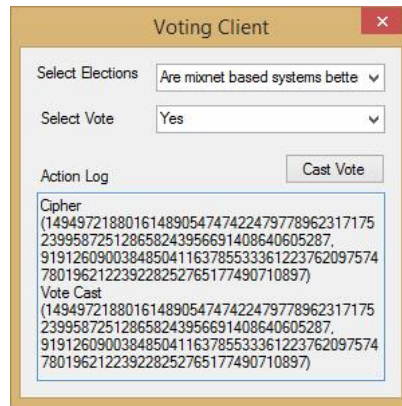 Voting Client
Select Elections
Are mixnet based systems bette
Select Vote
Yes
Cast Vote
Action Log
Cipher
(149497218801614890547474224797789623171 75
23995872512865824395669140864060528 7,
91912609003848504116378553336122376209757 4
78019621223922825276517749071089 7)
Vote Cast
(149497218801614890547474224797789623171 75
23995872512865824395669140864060528 7,
91912609003848504116378553336122376209757 4
78019621223922825276517749071089 7)